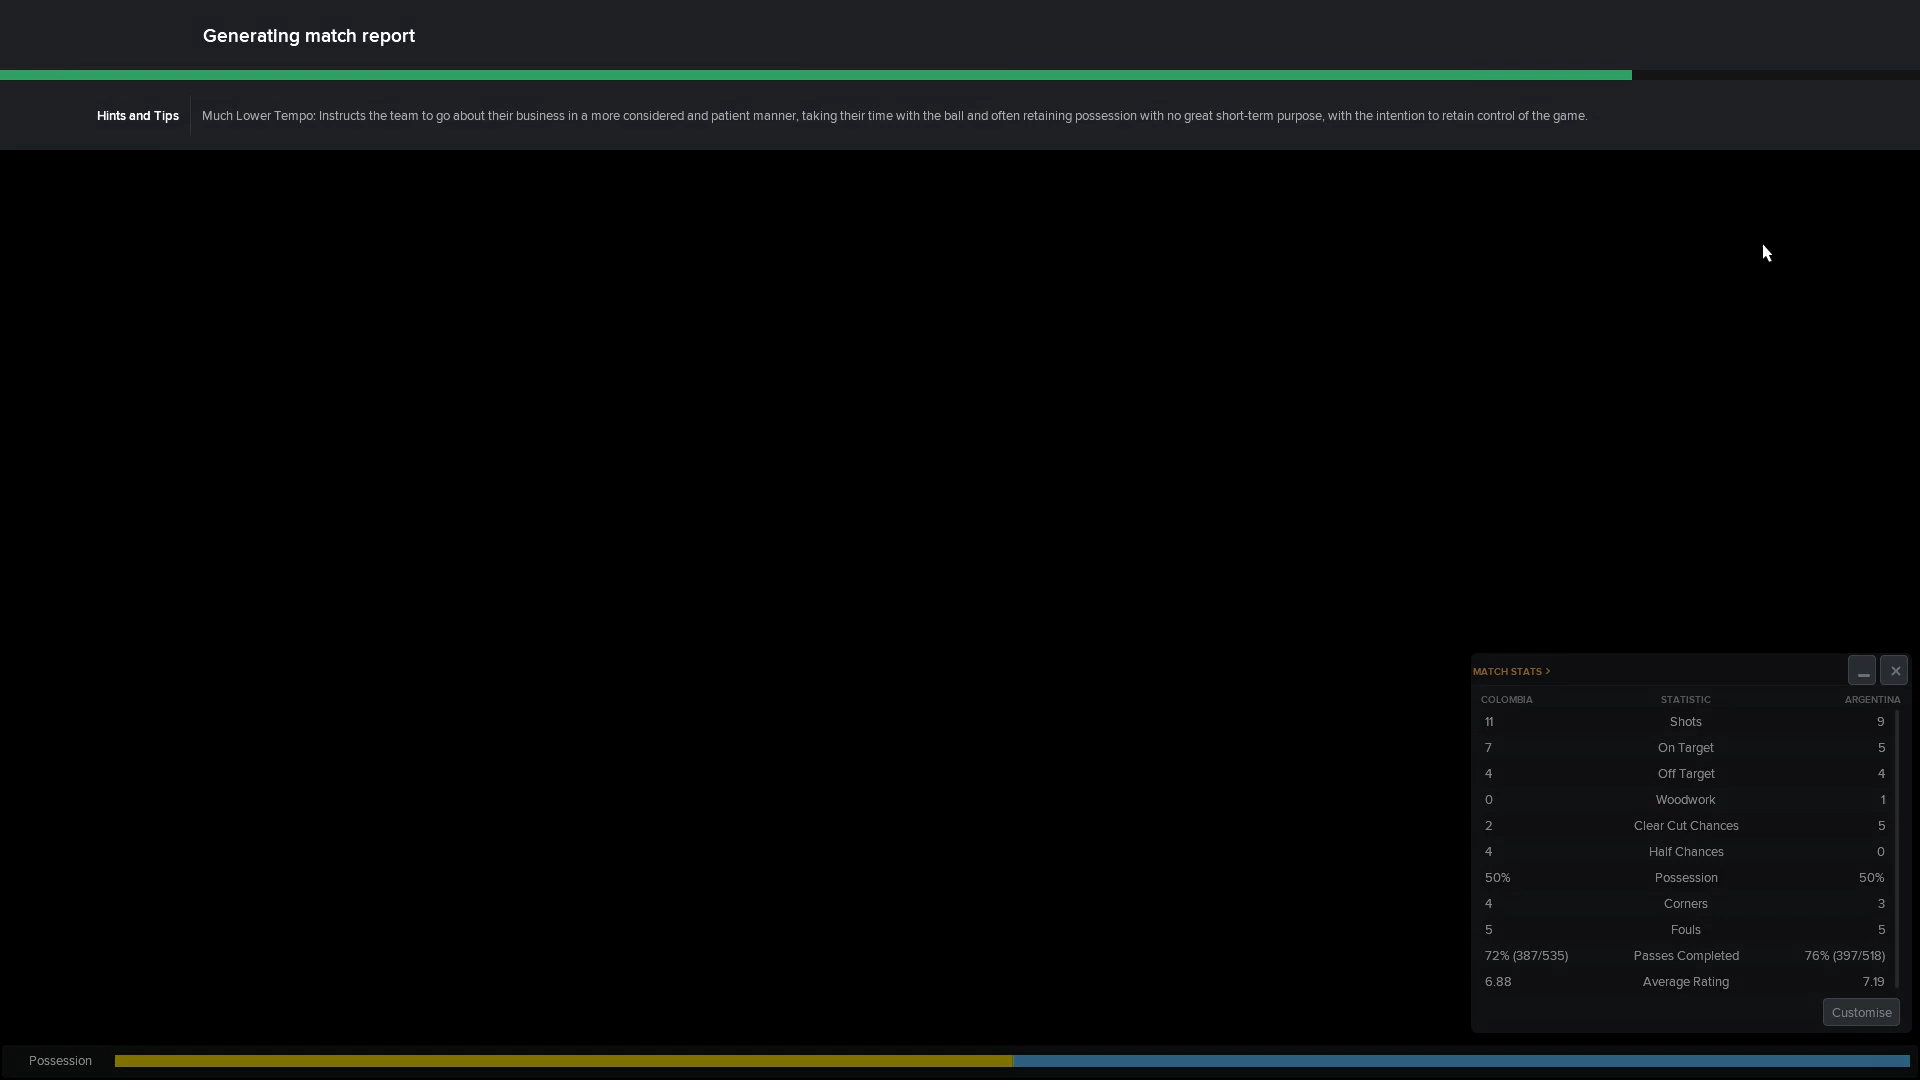 Generating match report
Hints and Tips
Much Lower Tempo: Instructs the team to go about their business in a more considered and patient manner, taking their time with the ball and often retaining possession with no great short-term purpose, with the intention to retain control of the game.
MATCH STATS >
COLOMBIA STATISTIC ARGENTINA
11 Shots 9
7 On Target 5
4 Off Target 4
0 Woodwork 1
2 Clear Cut Chances 5
4 Half Chances 0
50% Possession 50%
4 Corners 3
5 Fouls 5
72% (387/535) Passes Completed 76% (397/518)
6.88 Average Rating 7.19
Customise
Possession